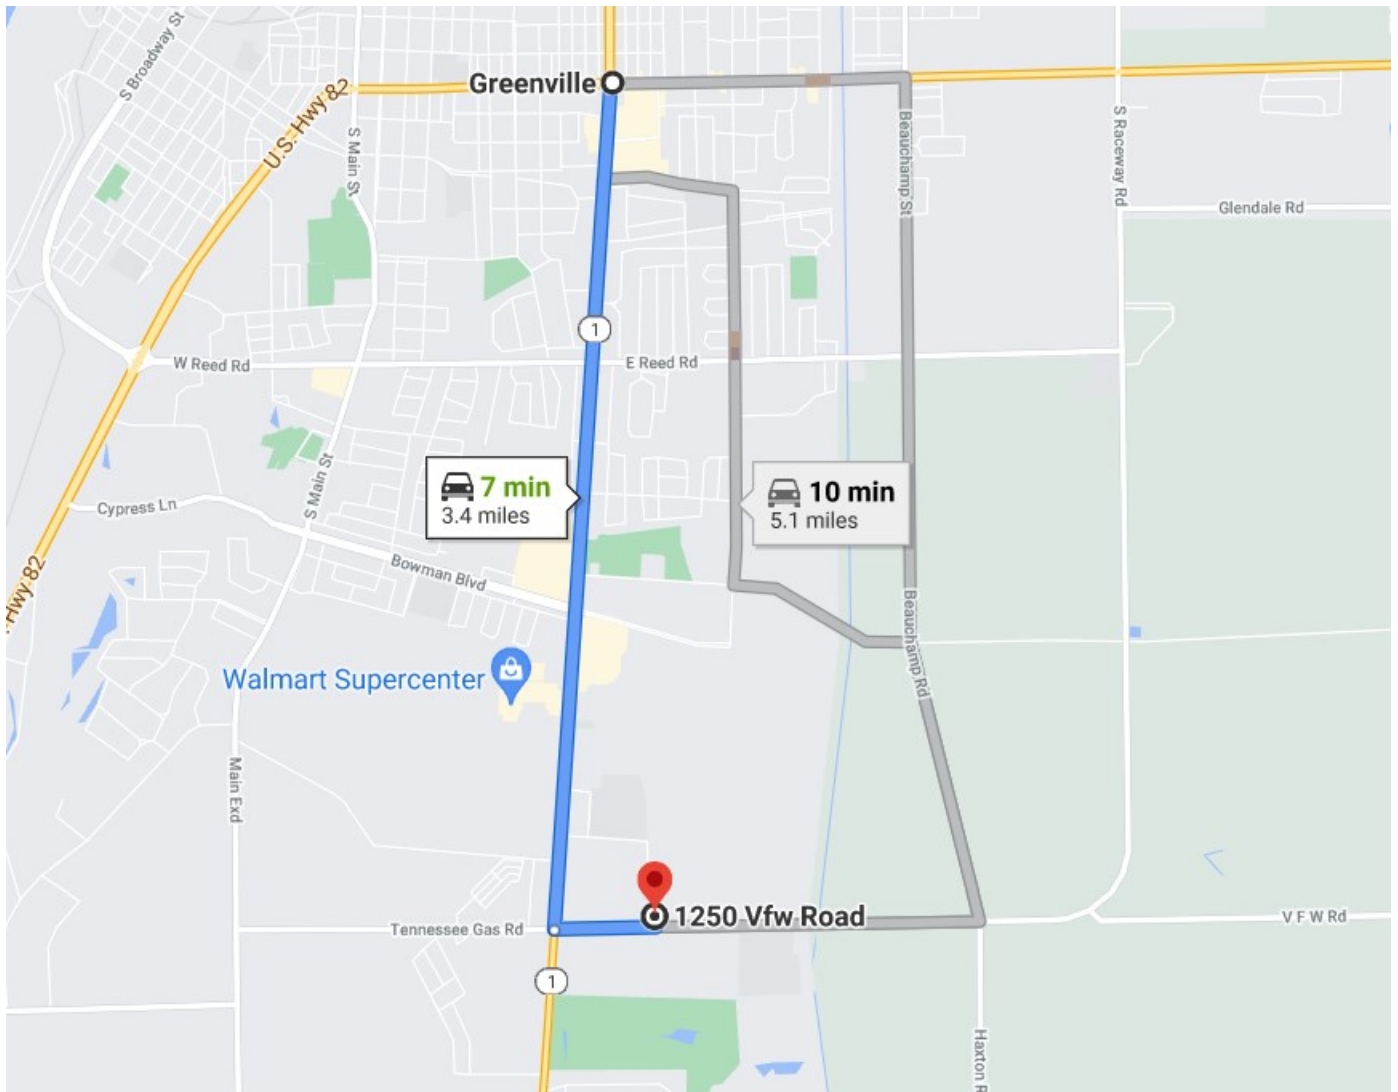 S Broadway St
Greenville
U.S. Hwy 82
S Main St
Beauchamp St
S Raceway Rd
Glendale Rd
1
W Reed Rd
E Reed Rd
7 min
3.4 miles
10 min
5.1 miles
S Main St
Cypress Ln
Bowman Blvd
Hwy 82
Beauchamp Rd
Walmart Supercenter
Main Exd
1250 Vfw Road
V F W Rd
Tennessee Gas Rd
1
Haxton R